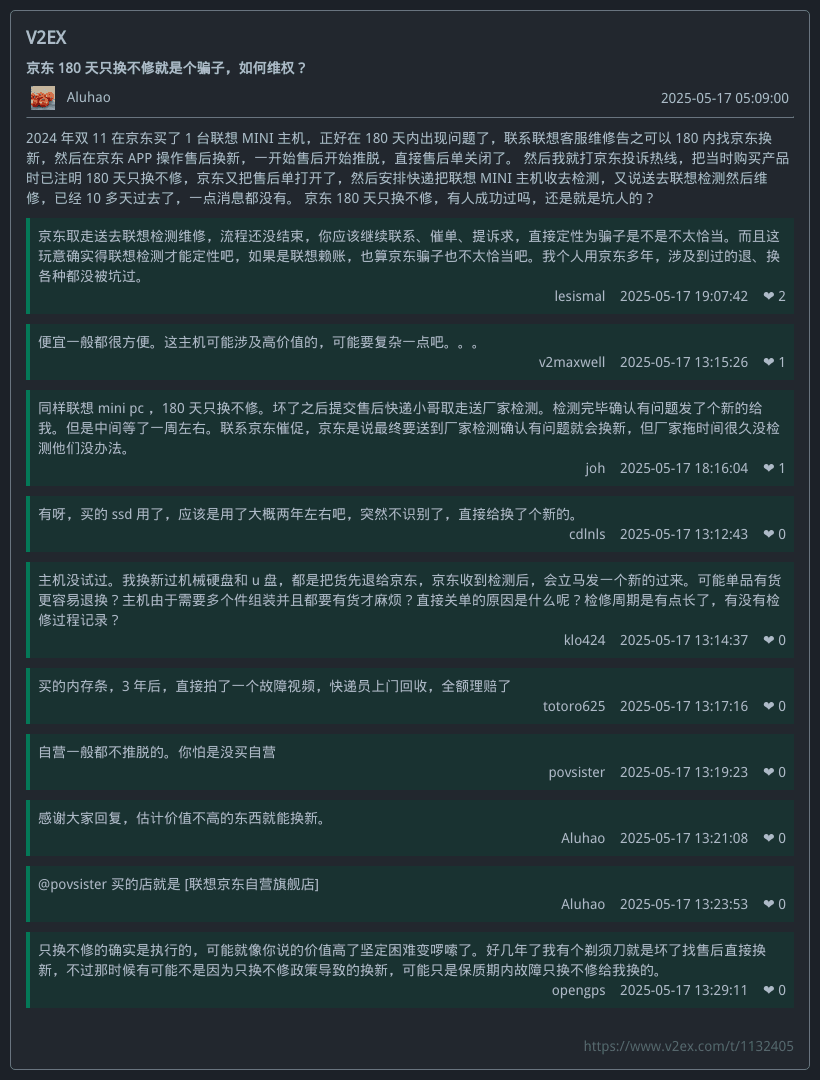 V2EX
京东 180 天只换不修就是个骗子，如何维权？
Aluhao 2025-05-17 05:09:00
2024 年双 11 在京东买了 1 台联想 MINI 主机，正好在 180 天内出现问题了，联系联想客服维修告之可以 180 内找京东换
新，然后在京东 APP 操作售后换新，一开始售后开始推脱，直接售后单关闭了。 然后我就打京东投诉热线，把当时购买产品
时已注明 180 天只换不修，京东又把售后单打开了，然后安排快递把联想 MINI 主机收去检测，又说送去联想检测然后维
修，已经 10 多天过去了，一点消息都没有。 京东 180 天只换不修，有人成功过吗，还是就是坑人的？
京东取走送去联想检测维修，流程还没结束，你应该继续联系、催单、提诉求，直接定性为骗子是不是不太恰当。而且这
玩意确实得联想检测才能定性吧，如果是联想赖账，也算京东骗子也不太恰当吧。我个人用京东多年，涉及到过的退、换
各种都没被坑过。
lesismal 2025-05-17 19:07:42 ❤ 2
便宜一般都很方便。这主机可能涉及高价值的，可能要复杂一点吧。。。
v2maxwell 2025-05-17 13:15:26 ❤ 1
同样联想 mini pc ，180 天只换不修。坏了之后提交售后快递小哥取走送厂家检测。检测完毕确认有问题发了个新的给
我。但是中间等了一周左右。联系京东催促，京东是说最终要送到厂家检测确认有问题就会换新，但厂家拖时间很久没检
测他们没办法。
joh 2025-05-17 18:16:04 ❤ 1
有呀，买的 ssd 用了，应该是用了大概两年左右吧，突然不识别了，直接给换了个新的。
cdlnls 2025-05-17 13:12:43 ❤ 0
主机没试过。我换新过机械硬盘和 u 盘，都是把货先退给京东，京东收到检测后，会立马发一个新的过来。可能单品有货
更容易退换？主机由于需要多个件组装并且都要有货才麻烦？直接关单的原因是什么呢？检修周期是有点长了，有没有检
修过程记录？
klo424 2025-05-17 13:14:37 ❤ 0
买的内存条，3 年后，直接拍了一个故障视频，快递员上门回收，全额理赔了
totoro625 2025-05-17 13:17:16 ❤ 0
自营一般都不推脱的。你怕是没买自营
povsister 2025-05-17 13:19:23 ❤ 0
感谢大家回复，估计价值不高的东西就能换新。
Aluhao 2025-05-17 13:21:08 ❤ 0
@povsister 买的店就是 [联想京东自营旗舰店]
Aluhao 2025-05-17 13:23:53 ❤ 0
只换不修的确实是执行的，可能就像你说的价值高了坚定困难变啰嗦了。好几年了我有个剃须刀就是坏了找售后直接换
新，不过那时候有可能不是因为只换不修政策导致的换新，可能只是保质期内故障只换不修给我换的。
opengps 2025-05-17 13:29:11 ❤ 0
https://www.v2ex.com/t/1132405